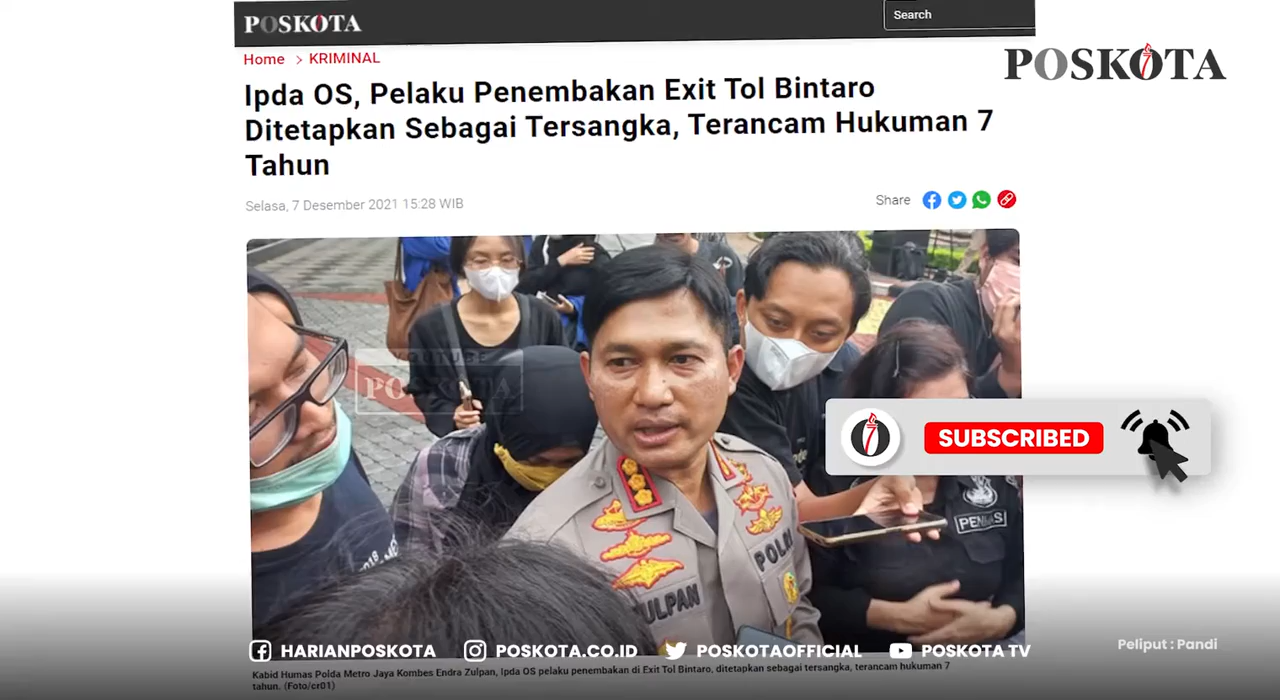 POSKOTA
Search
Home > KRIMINAL
POSKOTA
Ipda OS, Pelaku Penembakan Exit Tol Bintaro
Ditetapkan Sebagai Tersangka, Terancam Hukuman 7
Tahun
Selasa, 7 Desember 2021 15:28 WIB
Share
YOUTUBE
POSKOTA
SUBSCRIBED
PENMAS
POLRI
ZULPAN
HARIANPOSKOTA
POSKOTA.CO.ID
POSKOTAOFFICIAL
POSKOTA TV
Peliput : Pandi
Kabid Humas Polda Metro Jaya Kombes Endra Zulpan, Ipda OS pelaku penembakan di Exit Tol Bintaro, ditetapkan sebagai tersangka, terancam hukuman 7
tahun. (Foto/cr01)